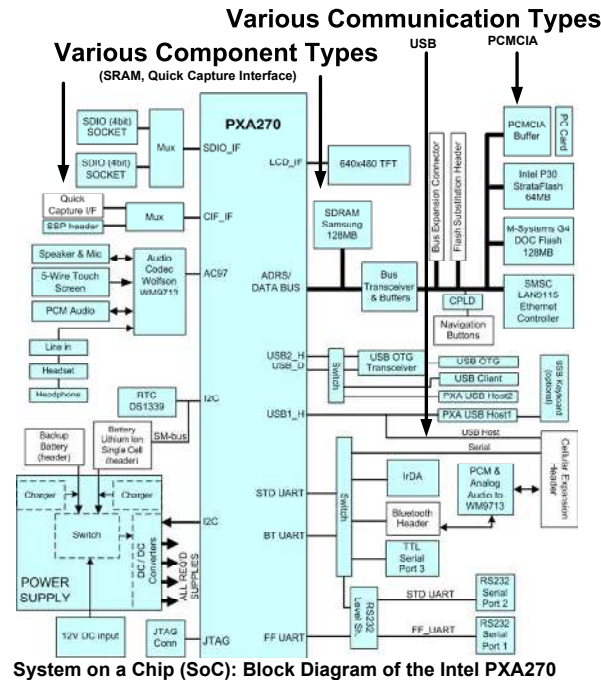 Various Communication Types
USB
PCMCIA
Various Component Types
(SRAM, Quick Capture Interface)
PXA270
SDIO (4bit)
SOCKET
SDIO (4bit)
SOCKET
Mux
SDIO_IF
Quick
Capture I/F
SSP header
Mux
CIF_IF
Speaker & Mic
5-Wire Touch
Screen
PCM Audio
Audio
Codec
Wolfson
WM9713
AC97
Line in
Headset
Headphone
RTC
DS1339
I2C
SM-bus
Backup
Battery
(header)
Battery
Lithium Ion
Single Cell
(header)
Charger
Charger
Switch
DC/DC
Converters
ALL REQ'D
SUPPLIES
I2C
POWER
SUPPLY
12V DC input
JTAG
Conn
JTAG
LCD_IF
640x480 TFT
SDRAM
Samsung
128MB
ADRS/
DATA BUS
Bus
Transceiver
& Buffers
Bus Expansion Connector
Flash Substitution Header
CPLD
Navigation
Buttons
PCMCIA
Buffer
PC Card
Intel P30
StrataFlash
64MB
M-Systems G4
DOC Flash
128MB
SMSC
LAN9115
Ethernet
Controller
USB2_H
USB_D
Switch
USB OTG
Transceiver
USB OTG
USB Client
PXA USB Host2
USB1_H
PXA USB Host1
USB Keyboard
(optional)
USB Host
Serial
Cellular Expansion
Header
STD UART
BT UART
Switch
IrDA
Bluetooth
Header
PCM &
Analog
Audio to
WM9713
TTL
Serial
Port 3
FF UART
RS232
Level Sh.
STD UART
RS232
Serial
Port 2
FF_UART
RS232
Serial
Port 1
System on a Chip (SoC): Block Diagram of the Intel PXA270